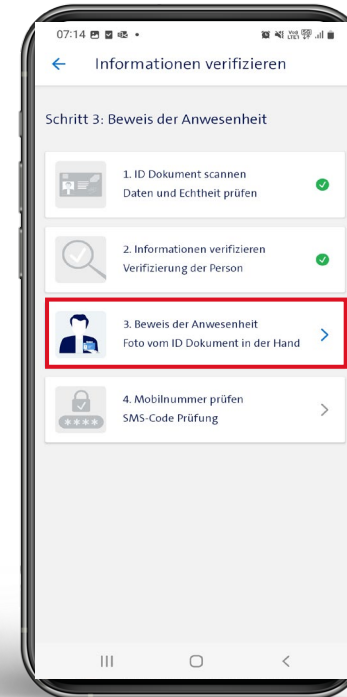 07:14
Informationen verifizieren
Schritt 3: Beweis der Anwesenheit
1. ID Dokument scannen
Daten und Echtheit prüfen
2. Informationen verifizieren
Verifizierung der Person
3. Beweis der Anwesenheit
Foto vom ID Dokument in der Hand
4. Mobilnummer prüfen
****
SMS-Code Prüfung